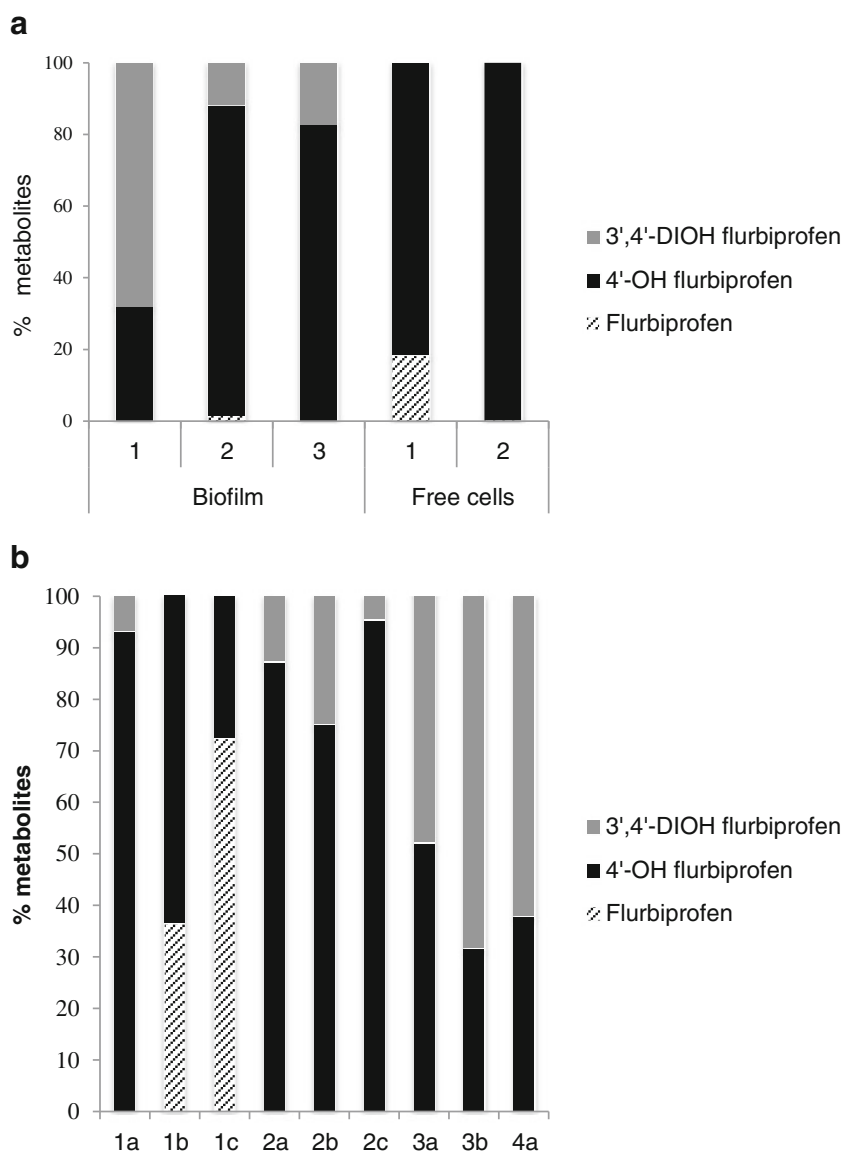 a
100
80
60
40
20
0
% metabolites
3',4'-DIOH flurbiprofen
4'-OH flurbiprofen
Flurbiprofen
1 2 3 1 2
Biofilm Free cells
b
100
90
80
70
60
50
40
30
20
10
0
% metabolites
3',4'-DIOH flurbiprofen
4'-OH flurbiprofen
Flurbiprofen
1a 1b 1c 2a 2b 2c 3a 3b 4a